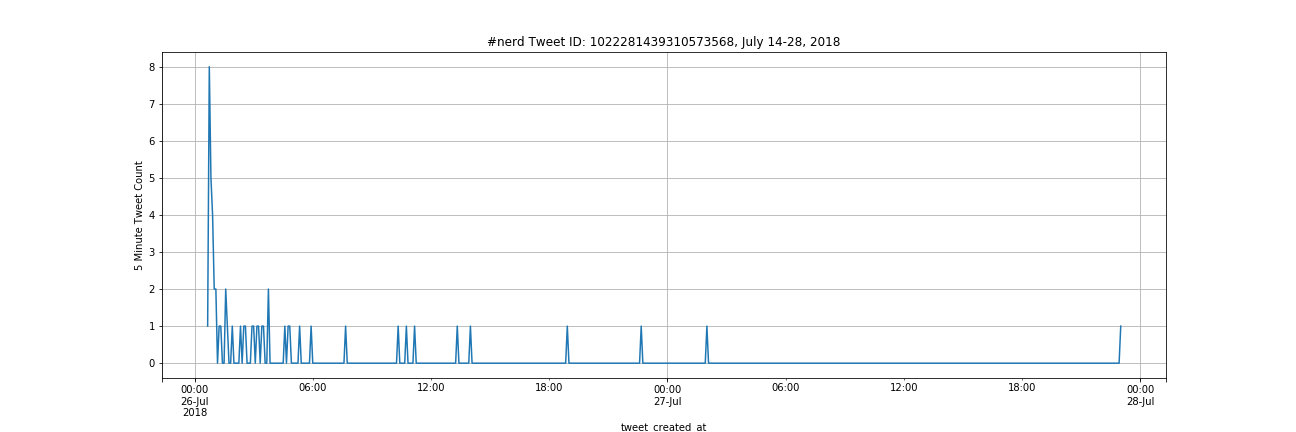 #nerd Tweet ID: 1022281439310573568, July 14-28, 2018
5 Minute Tweet Count
8
7
6
5
4
3
2
1
0
00:00 06:00 12:00 18:00 00:00 06:00 12:00 18:00 00:00
26-Jul 27-Jul 28-Jul
2018
tweet_created_at